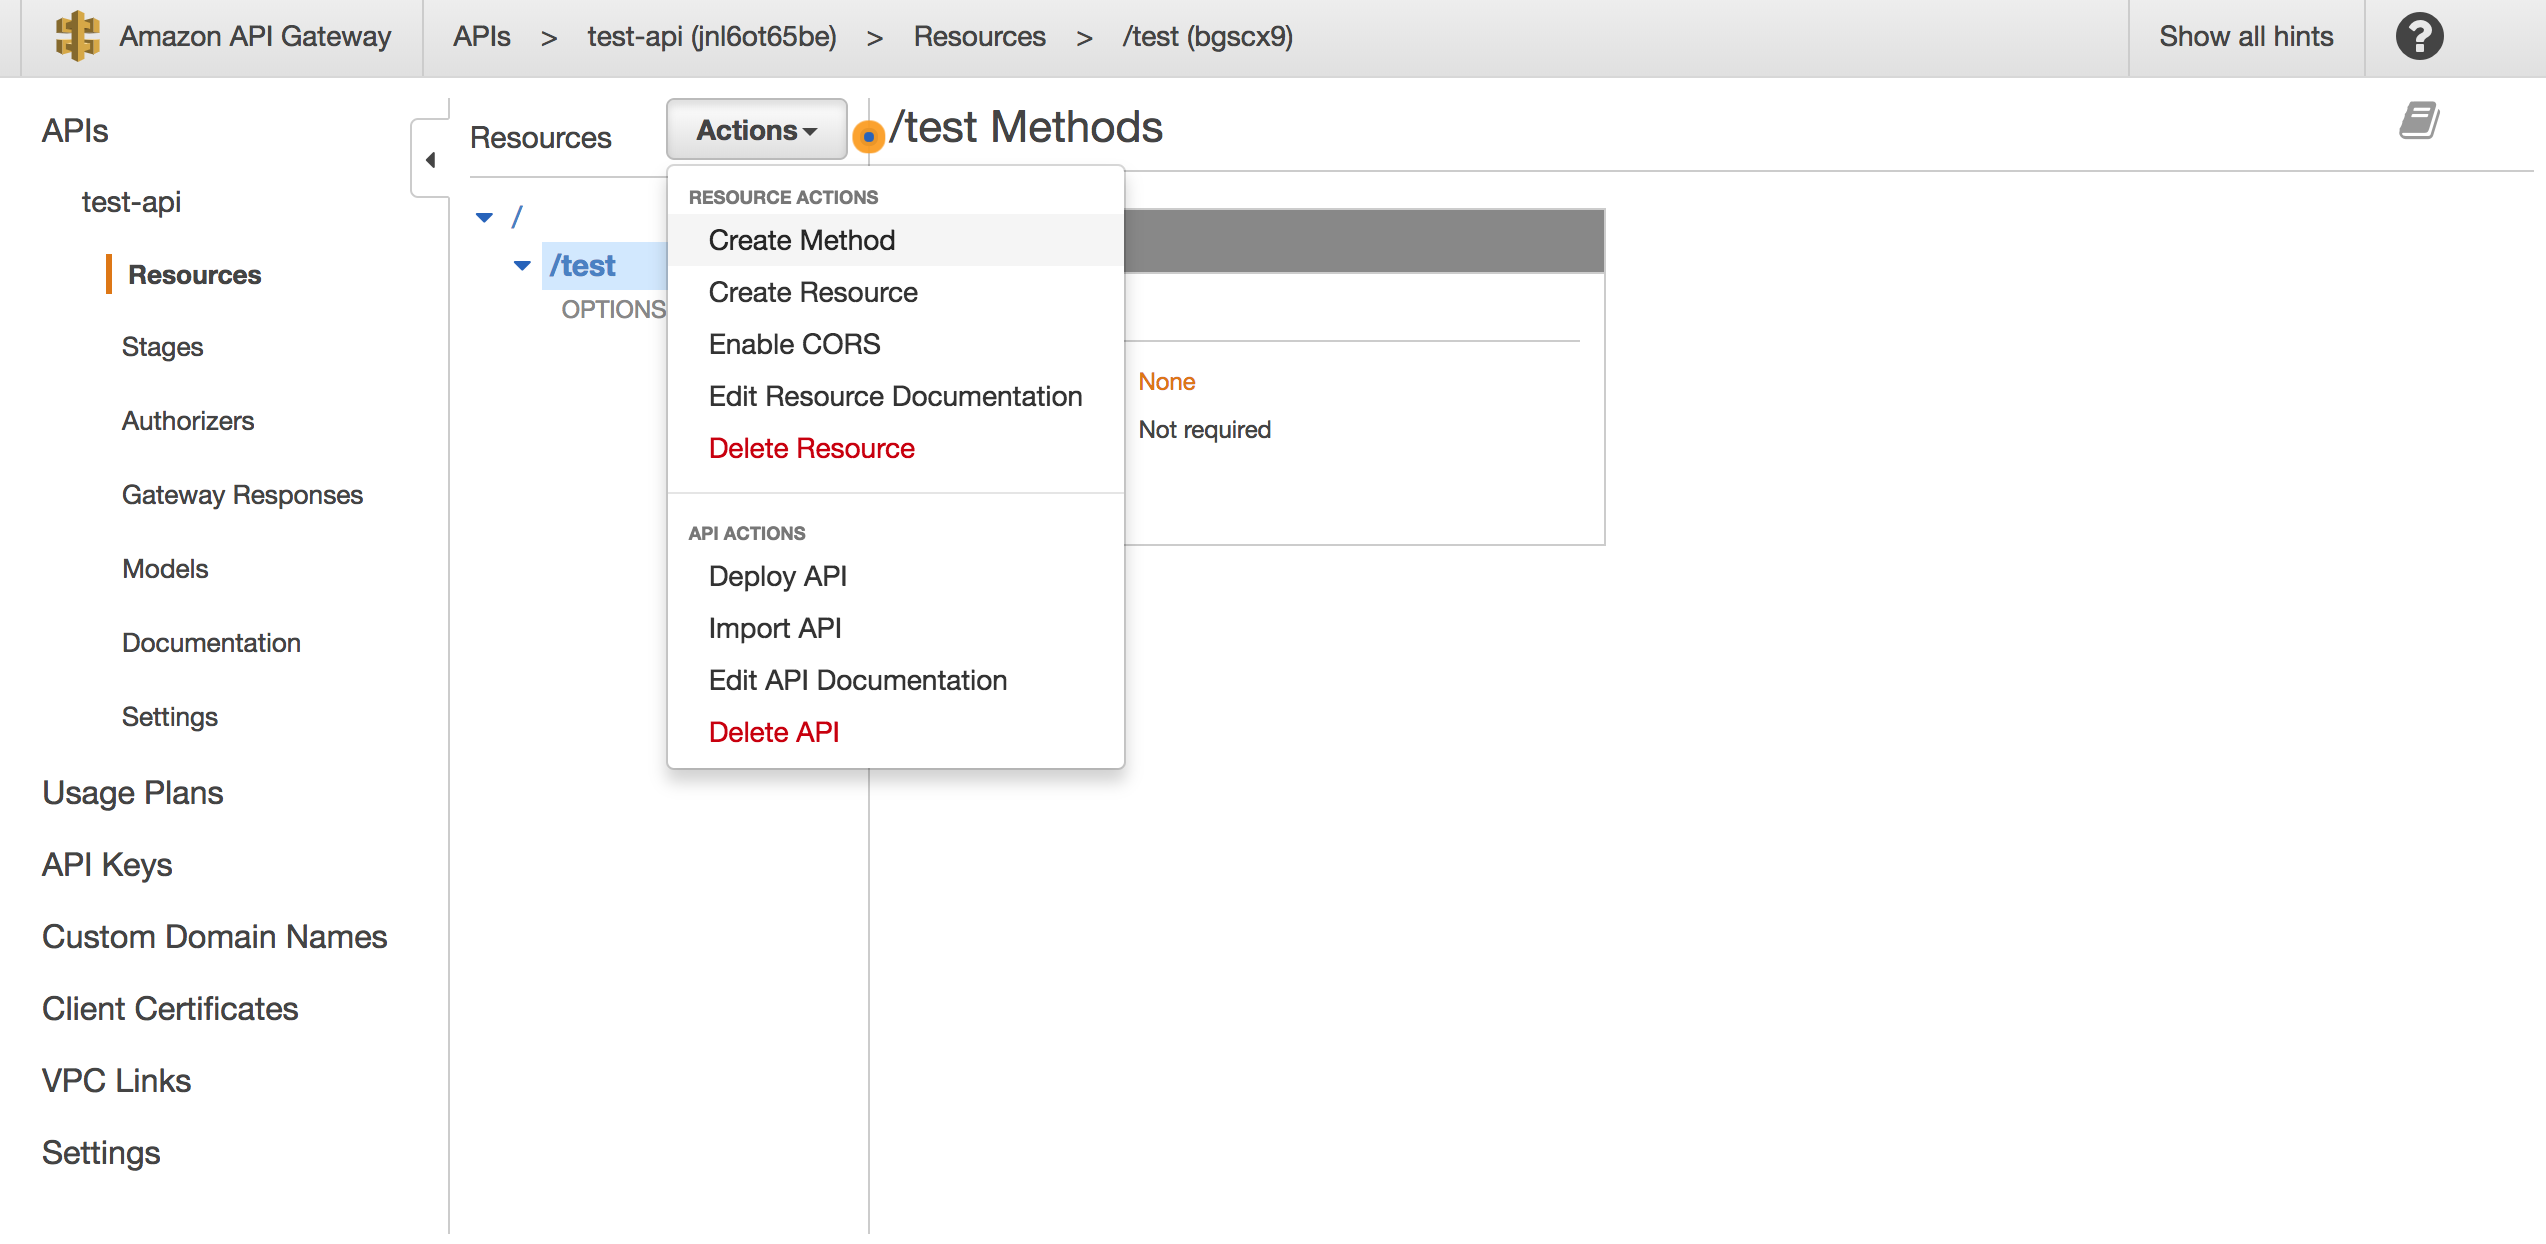 Amazon API Gateway
APIs > test-api (jnl6ot65be) > Resources > /test (bgscx9)
Show all hints
?
APIs
test-api
Resources
Stages
Authorizers
Gateway Responses
Models
Documentation
Settings
Usage Plans
API Keys
Custom Domain Names
Client Certificates
VPC Links
Settings
Resources
Actions
/
/test
OPTIONS
RESOURCE ACTIONS
Create Method
Create Resource
Enable CORS
Edit Resource Documentation
Delete Resource
API ACTIONS
Deploy API
Import API
Edit API Documentation
Delete API
/test Methods
None
Not required